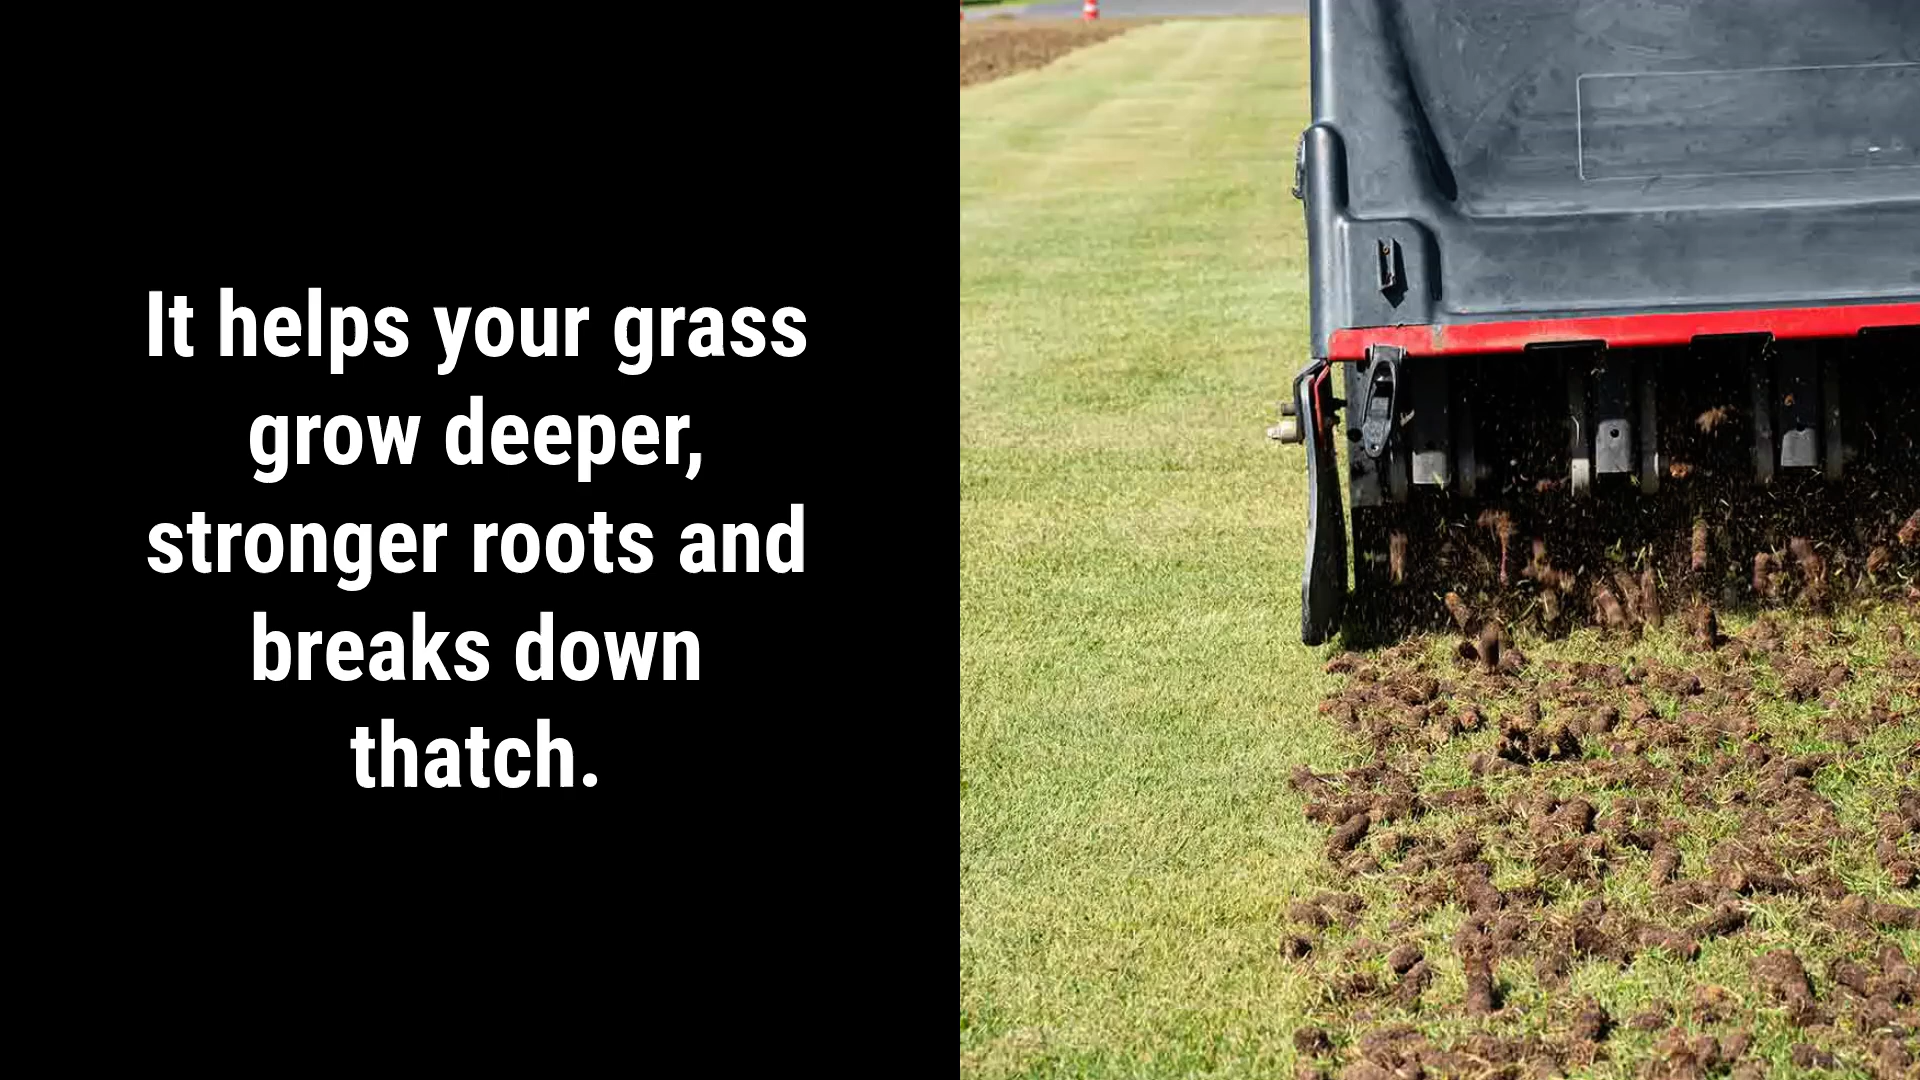 It helps your grass
grow deeper,
stronger roots and
breaks down
thatch.